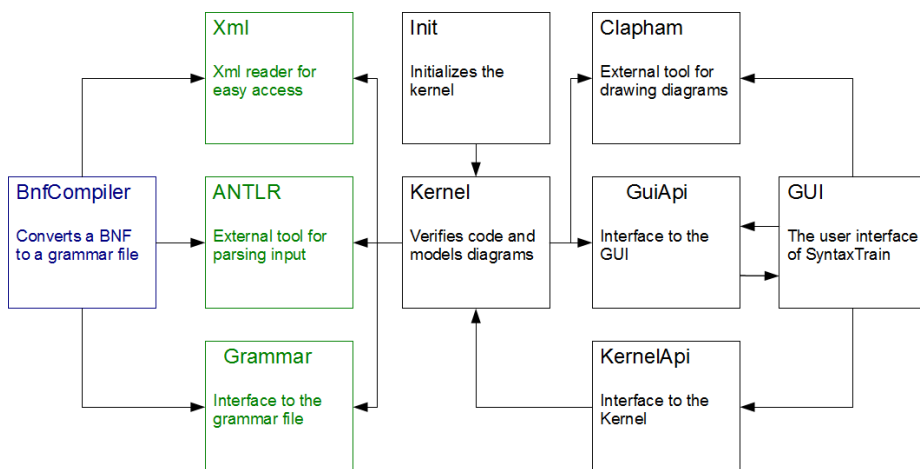 Xml
Xml reader for
easy access
Init
Initializes the
kernel
Clapham
External tool for
drawing diagrams
BnfCompiler
Converts a BNF
to a grammar file
ANTLR
External tool for
parsing input
Kernel
Verifies code and
models diagrams
GuiApi
Interface to the
GUI
GUI
The user interface
of SyntaxTrain
Grammar
Interface to the
grammar file
KernelApi
Interface to the
Kernel